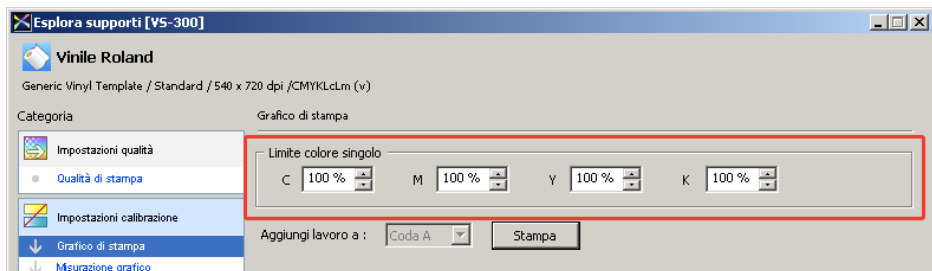 Esplora supporti [VS-300]
Vinile Roland
Generic Vinyl Template / Standard / 540 x 720 dpi /CMYKLcLm (v)
Categoria
Grafico di stampa
Impostazioni qualità
Limite colore singolo
Qualità di stampa
C 100 % M 100 % Y 100 % K 100 %
Impostazioni calibrazione
Aggiungi lavoro a : Coda A Stampa
Grafico di stampa
Misurazione grafico